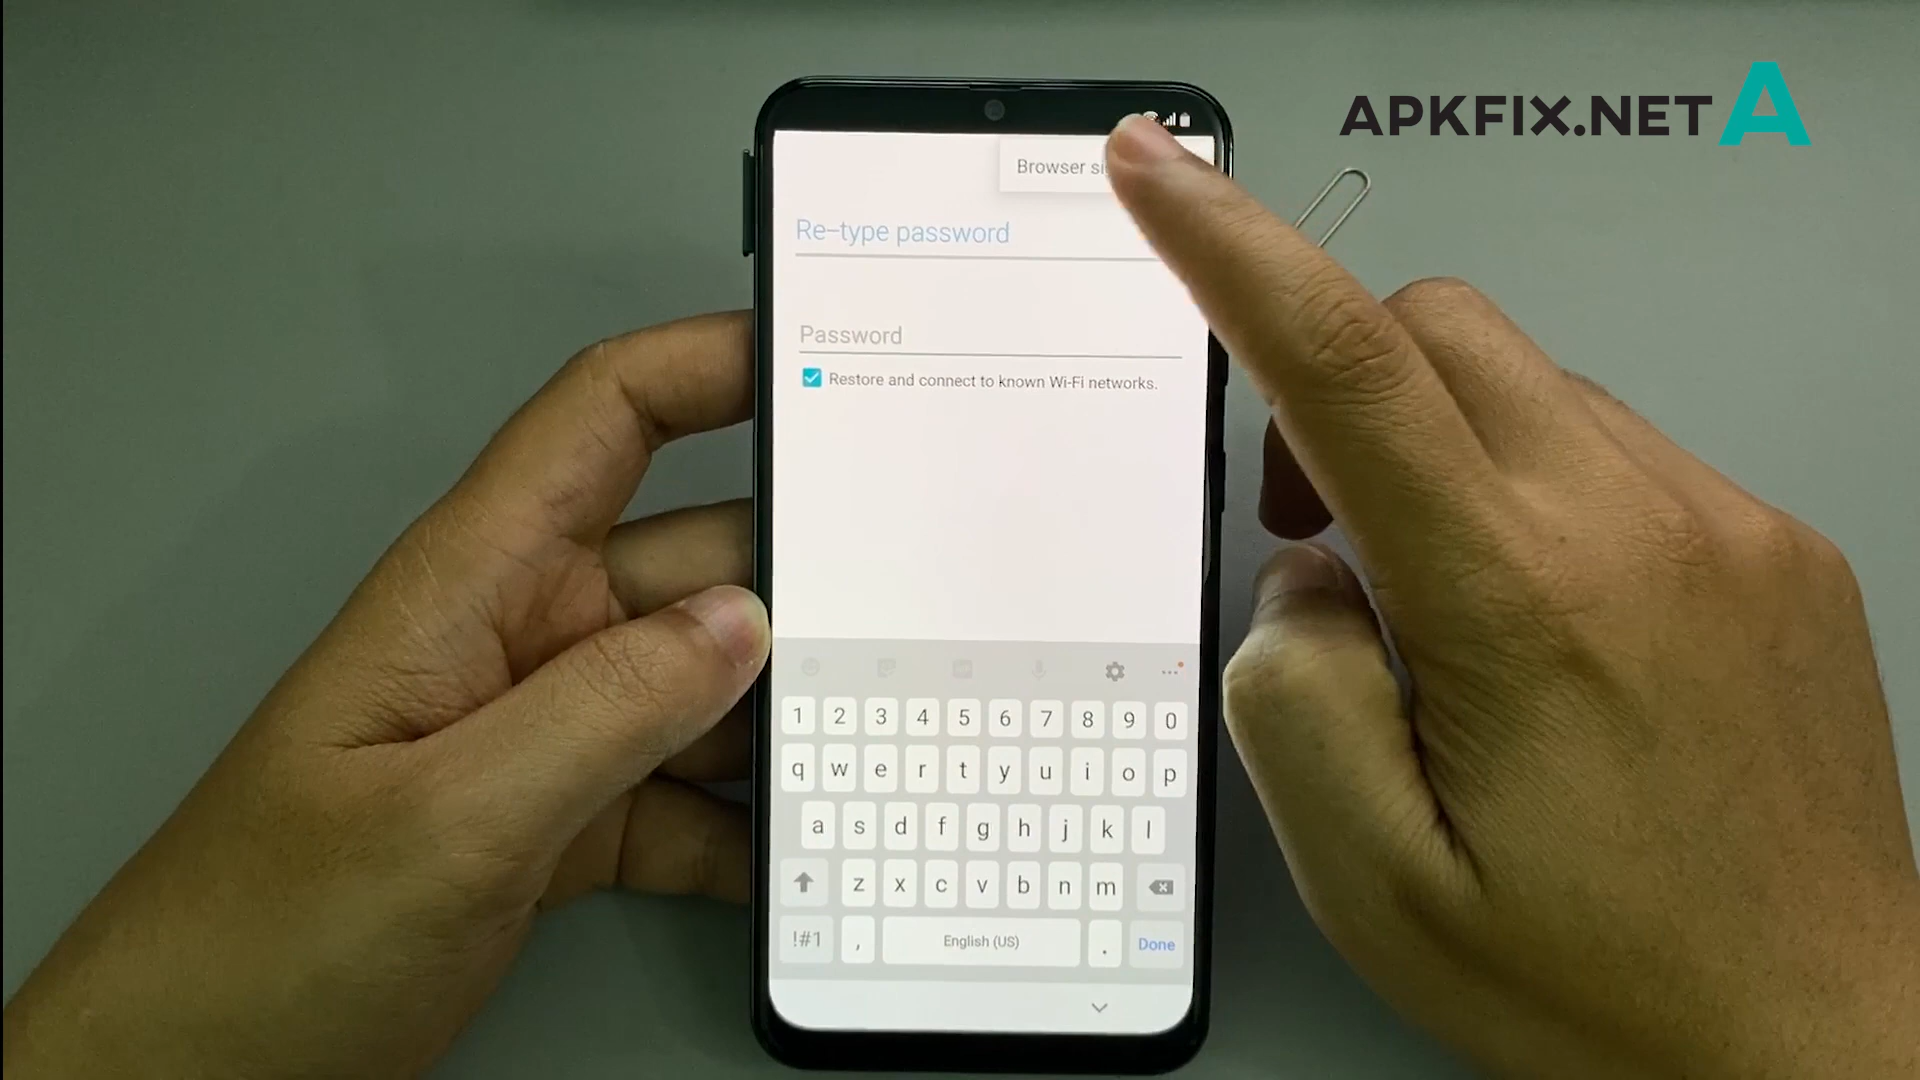 APKFIX.NET A
Browser
Re-type password
Password
Restore and connect to known Wi-Fi networks.
1 2 3 4 5 6 7 8 9 0
q w e r t y u i o p
a s d f g h j k l
z x c v b n m
!#1 , English (US) . Done